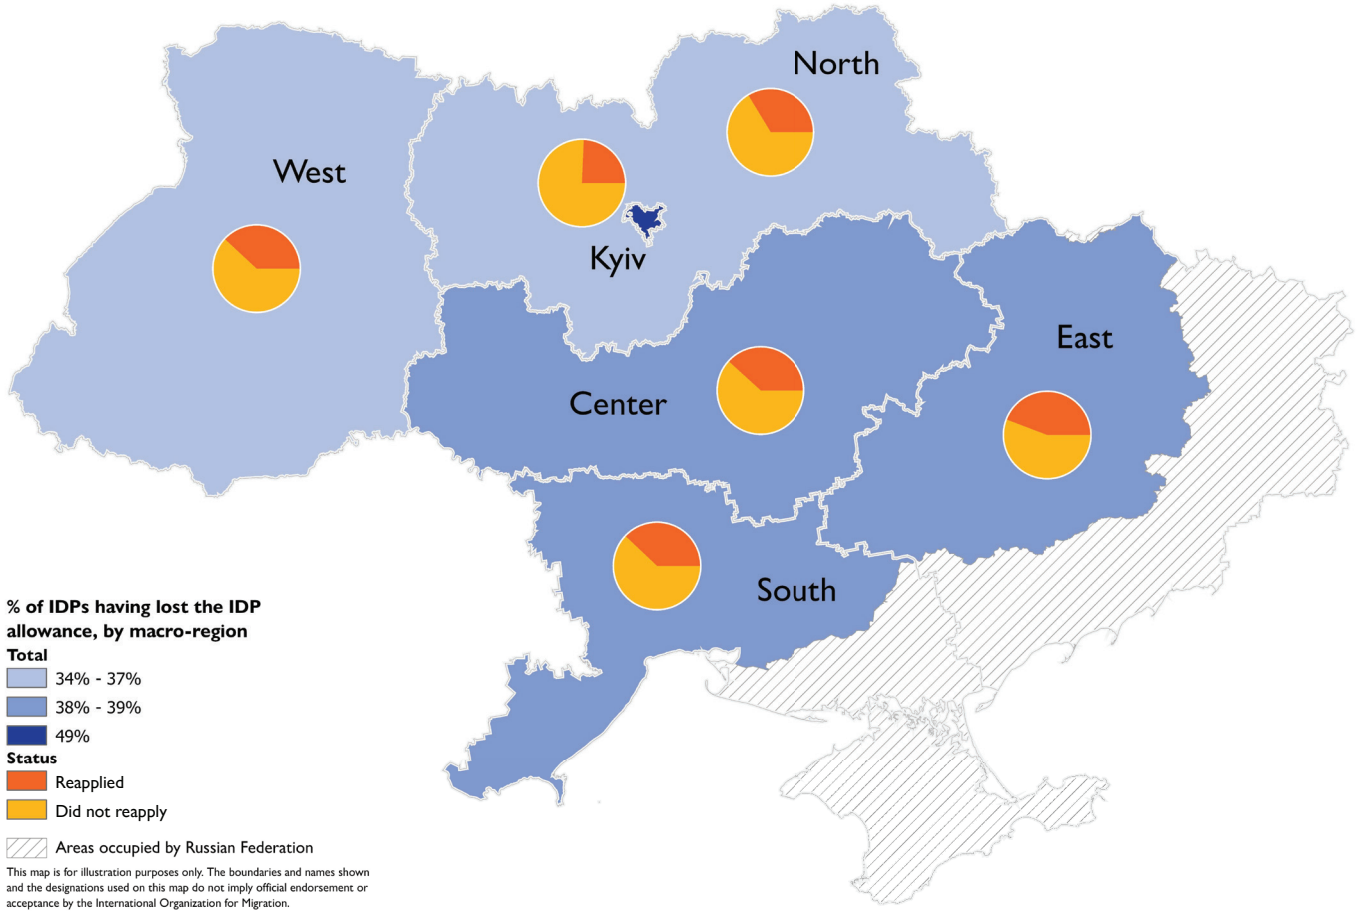 North
West
Kyiv
East
Center
South
% of IDPs having lost the IDP
allowance, by macro-region
Total
34% - 37%
38% - 39%
49%
Status
Reapplied
Did not reapply
Areas occupied by Russian Federation
This map is for illustration purposes only. The boundaries and names shown
and the designations used on this map do not imply official endorsement or
acceptance by the International Organization for Migration.